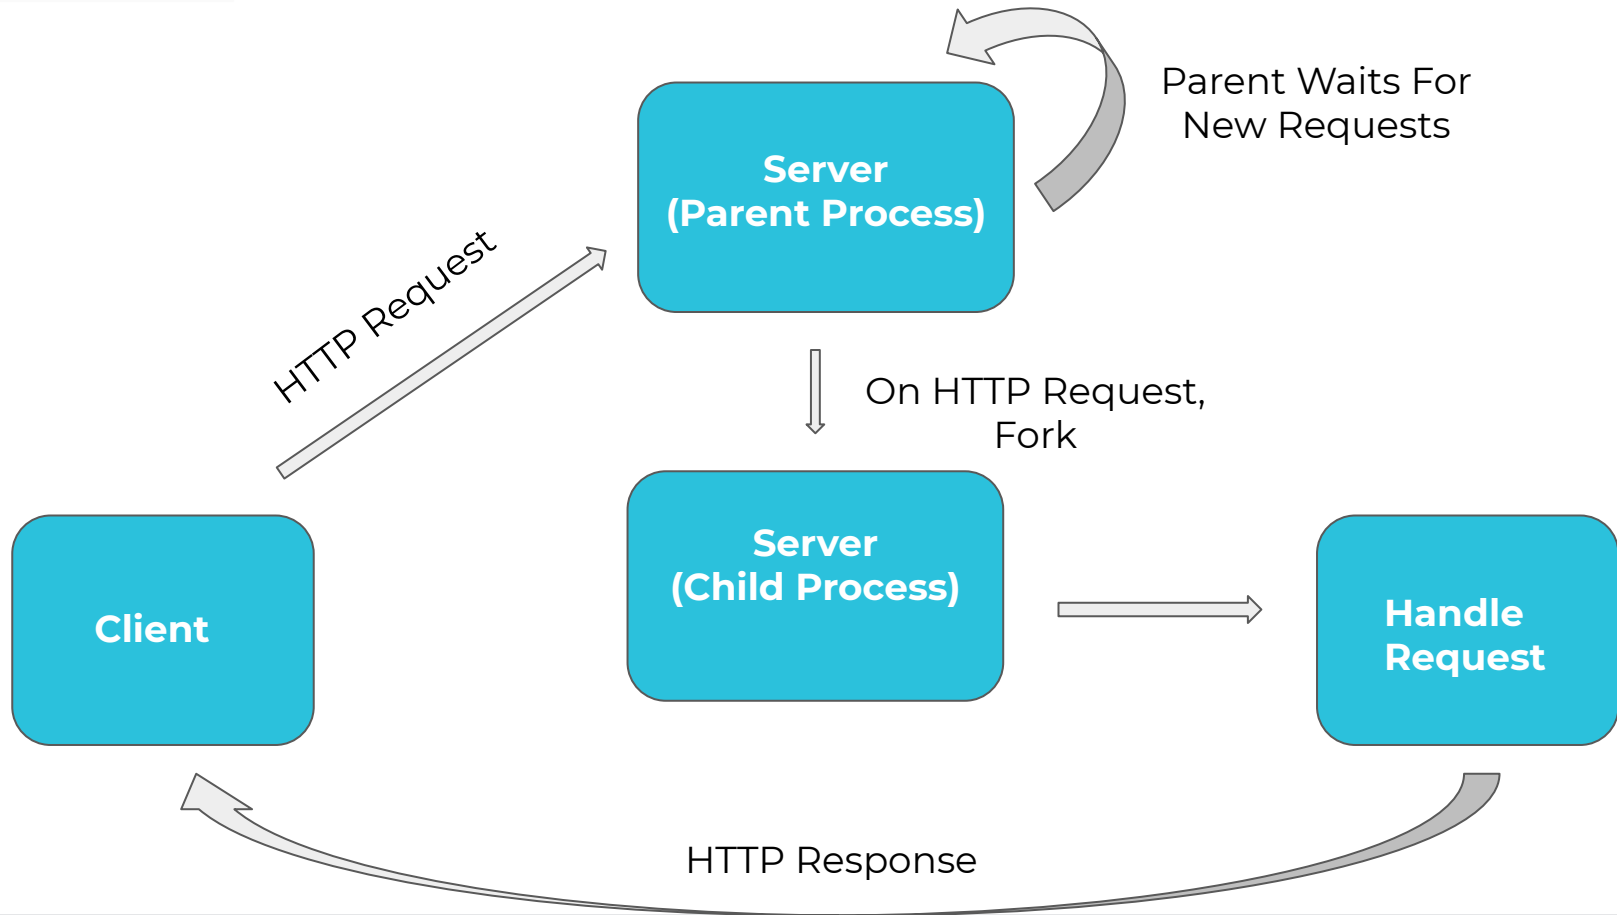 Parent Waits For
New Requests
Server
(Parent Process)
HTTP Request
On HTTP Request,
Fork
Server
(Child Process)
Client
Handle
Request
HTTP Response